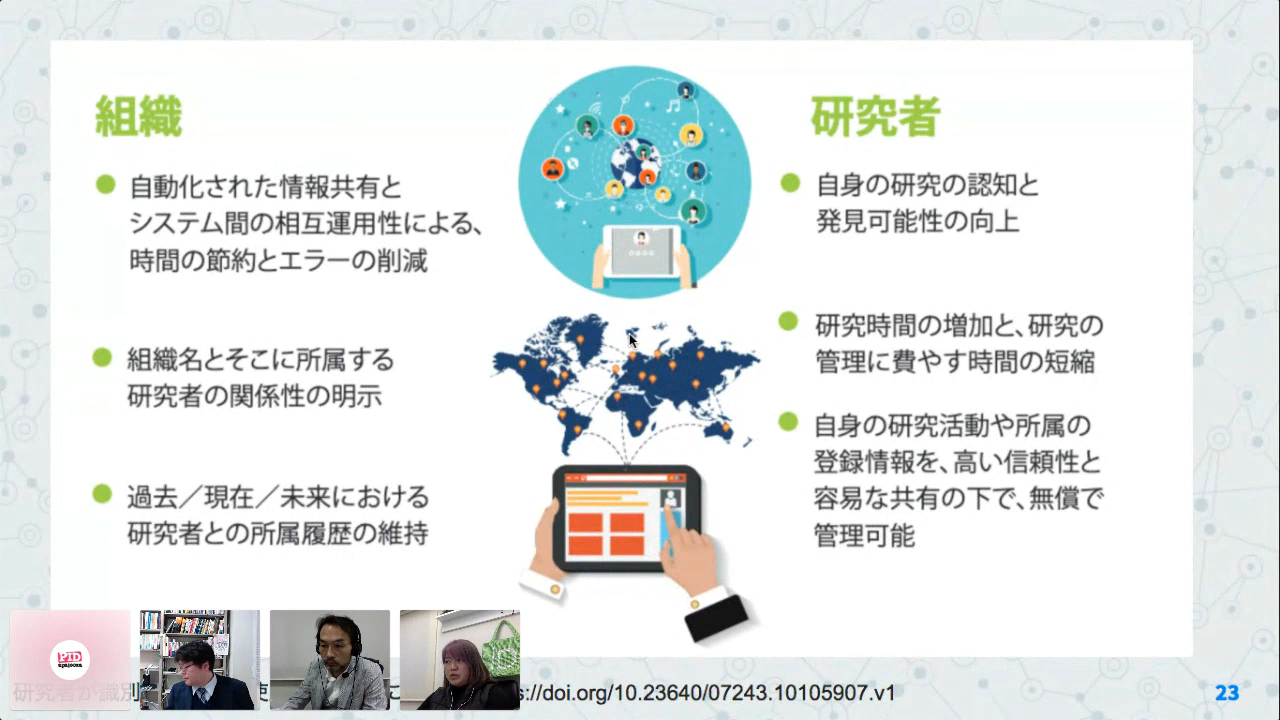 組織
自動化された情報共有と
システム間の相互運用性による、
時間の節約とエラーの削減
組織名とそこに所属する
研究者の関係性の明示
過去／現在／未来における
研究者との所属履歴の維持
研究者
自身の研究の認知と
発見可能性の向上
研究時間の増加と、研究の
管理に費やす時間の短縮
自身の研究活動や所属の
登録情報を、高い信頼性と
容易な共有の下で、無償で
管理可能
PID
apalooza
研究者が識別 s://doi.org/10.23640/07243.10105907.v1
23